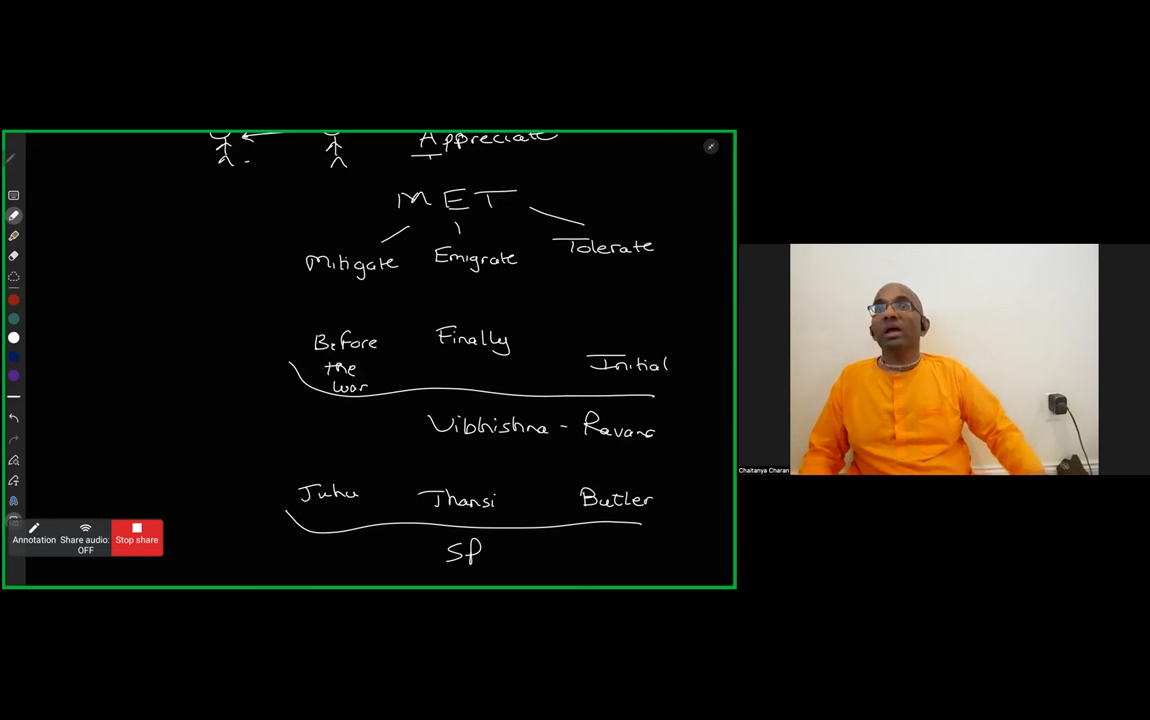 Appreciate
MET
Mitigate Emigrate Tolerate
Before Finally
the Initial
war
Vibhishna - Ravana
Juhu Jhansi Butler
SP
Annotation Share audio: Stop share
OFF
Chaitanya Charan